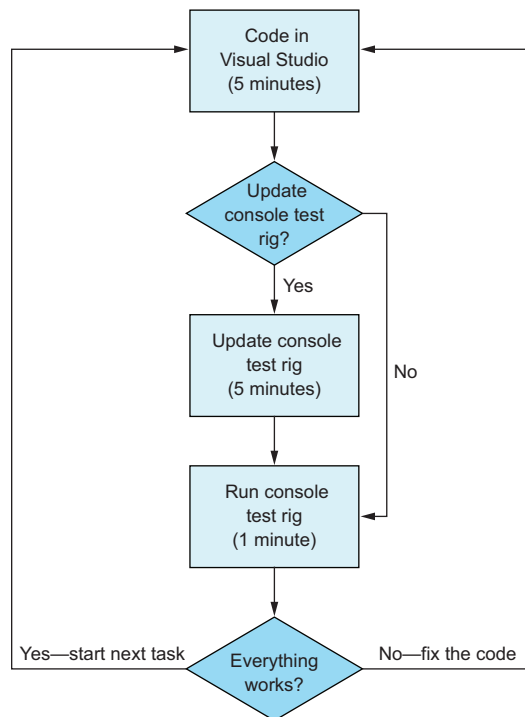 Code in
Visual Studio
(5 minutes)
Update
console test
rig?
Yes
Update console
test rig
(5 minutes)
No
Run console
test rig
(1 minute)
Yes—start next task
Everything
works?
No—fix the code